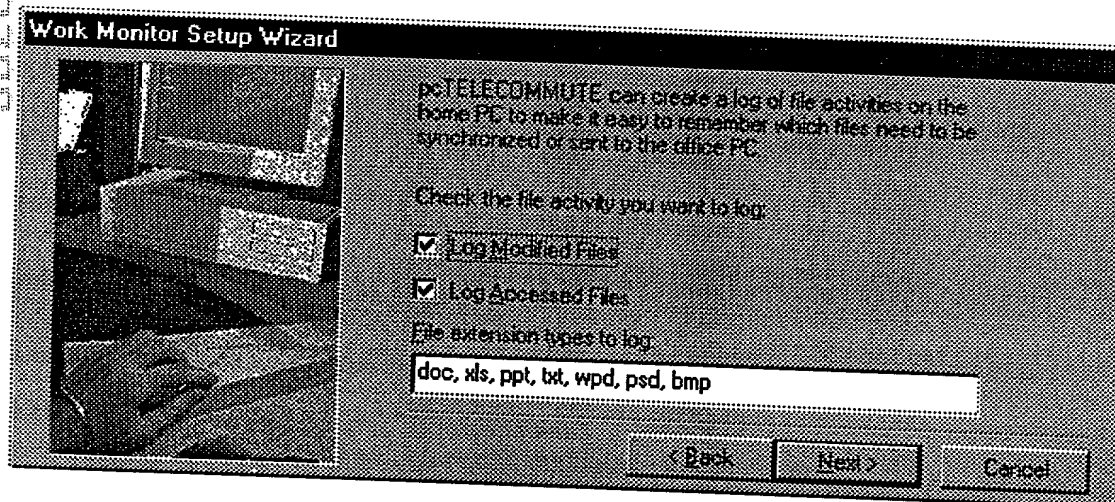 Work Monitor Setup Wizard
pcTELECOMMUTE can create a log of file activities on the
home PC to make it easy to remember which files need to be
synchronized or sent to the office PC.
Check the file activity you want to log:
Log Modified Files
Log Accessed Files
File extension types to log:
doc, xls, ppt, txt, wpd, psd, bmp
< Back Next > Cancel